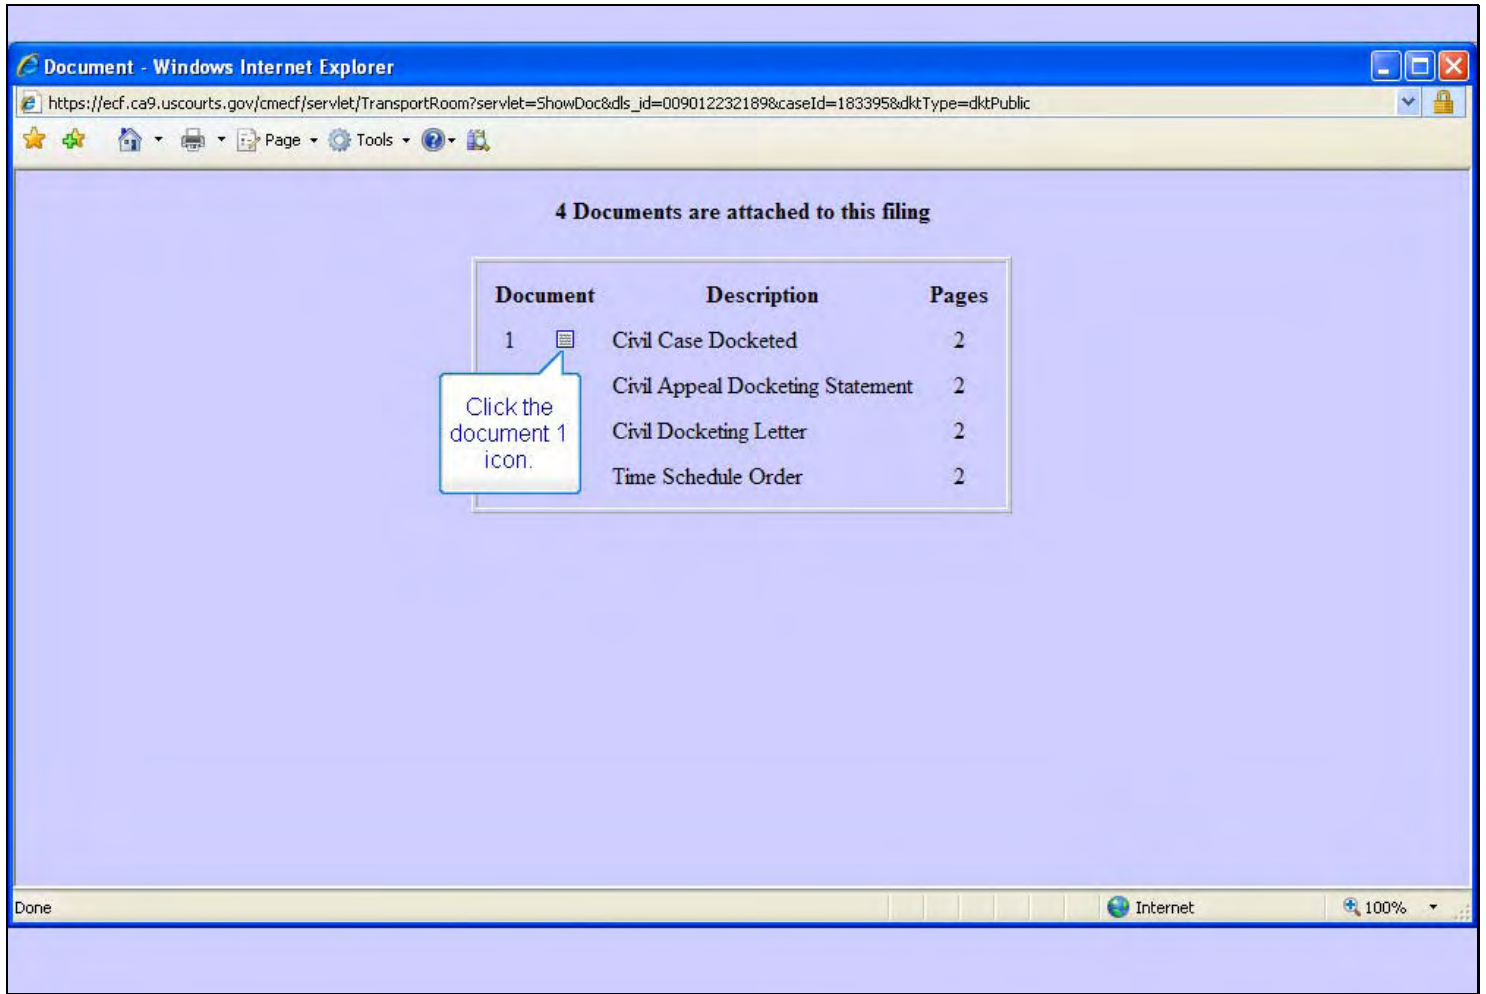 Document - Windows Internet Explorer
https://ecf.ca9.uscourts.gov/cmecf/servlet/TransportRoom?servlet=ShowDoc&dls_id=009012232189&caseId=183395&dktType=dktPublic
Page Tools
4 Documents are attached to this filing
Document Description Pages
1 Civil Case Docketed 2
Civil Appeal Docketing Statement 2
Civil Docketing Letter 2
Time Schedule Order 2
Click the
document 1
icon.
Done Internet 100%